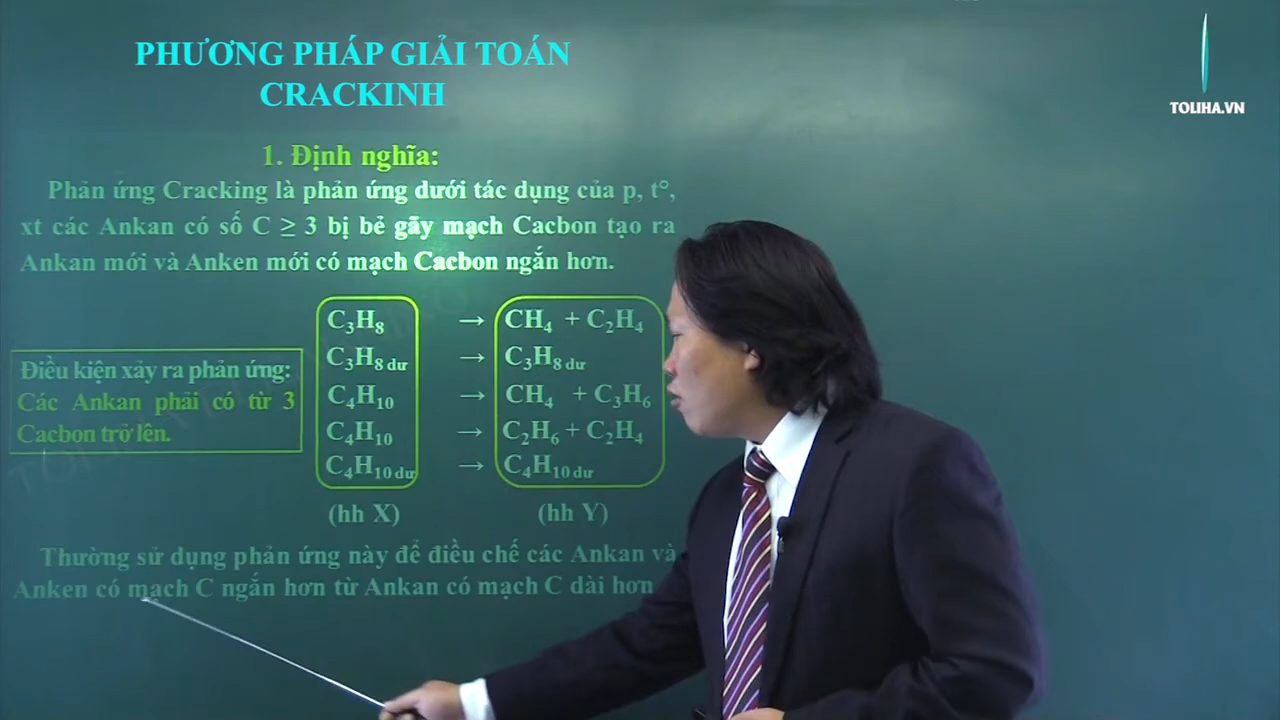 PHƯƠNG PHÁP GIẢI TOÁN
CRACKINH
TOLIHA.VN
1. Định nghĩa:
Phản ứng Cracking là phản ứng dưới tác dụng của p, t°,
xt các Ankan có số C ≥ 3 bị bẻ gãy mạch Cacbon tạo ra
Ankan mới và Anken mới có mạch Cacbon ngắn hơn.
Điều kiện xảy ra phản ứng:
Các Ankan phải có từ 3
Cacbon trở lên.
C₃H₈ → CH₄ + C₂H₄
C₃H₈ dư → C₃H₈ dư
C₄H₁₀ → CH₄ + C₃H₆
C₄H₁₀ → C₂H₆ + C₂H₄
C₄H₁₀ dư → C₄H₁₀ dư
(hh X) (hh Y)
Thường sử dụng phản ứng này để điều chế các Ankan và
Anken có mạch C ngắn hơn từ Ankan có mạch C dài hơn